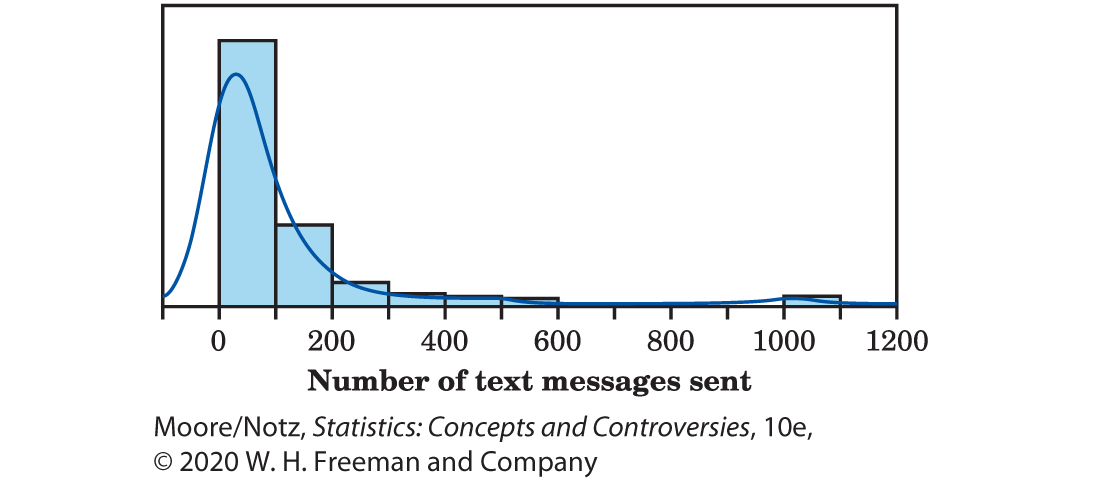 0 200 400 600 800 1000 1200
Number of text messages sent
Moore/Notz, Statistics: Concepts and Controversies, 10e,
© 2020 W. H. Freeman and Company